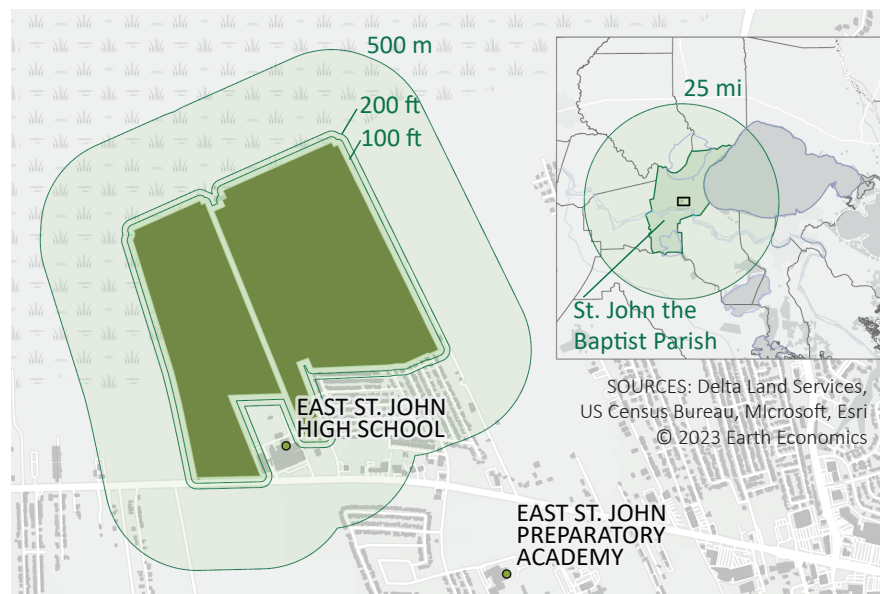 500 m
200 ft
100 ft
25 mi
St. John the
Baptist Parish
SOURCES: Delta Land Services,
US Census Bureau, MIcrosoft, Esri
© 2023 Earth Economics
EAST ST. JOHN
HIGH SCHOOL
EAST ST. JOHN
PREPARATORY
ACADEMY